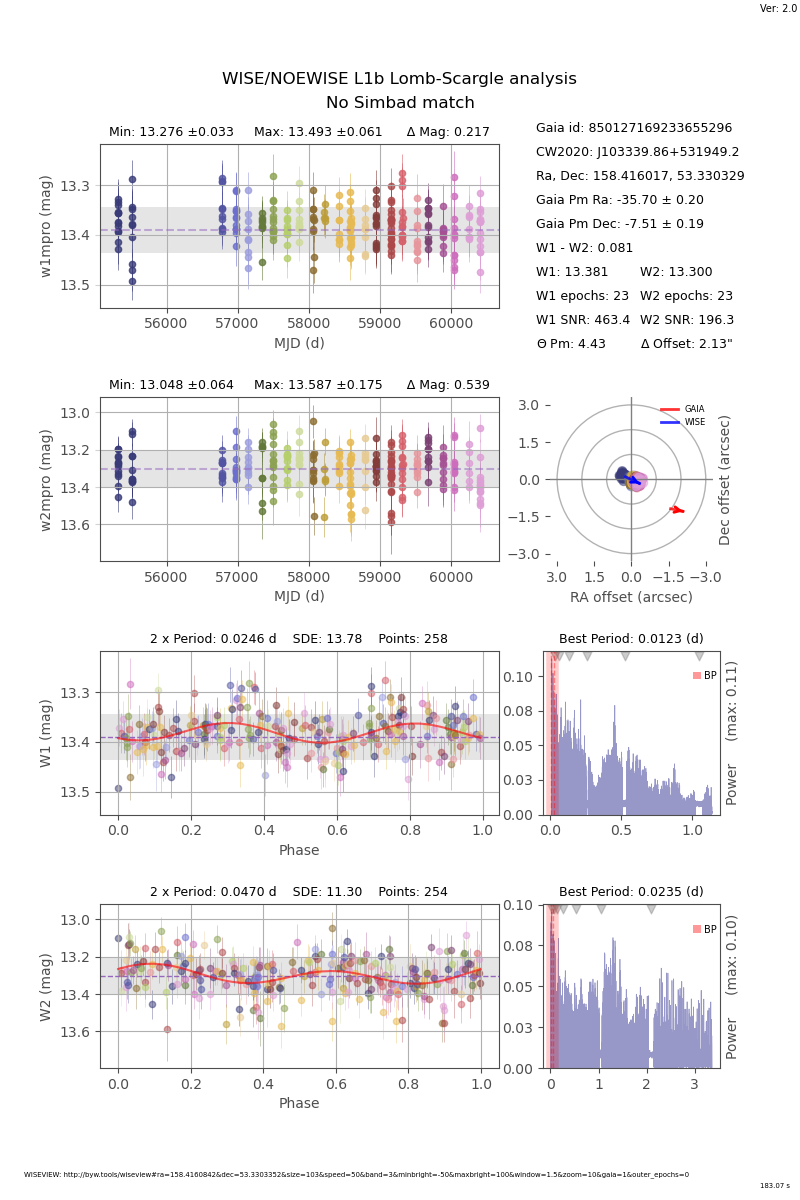 Ver: 2.0
WISE/NOEWISE L1b Lomb-Scargle analysis
No Simbad match
Min: 13.276 ±0.033 Max: 13.493 ±0.061 Δ Mag: 0.217
13.3
13.4
13.5
w1mpro (mag)
56000 57000 58000 59000 60000
MJD (d)
Gaia id: 850127169233655296
CW2020: J103339.86+531949.2
Ra, Dec: 158.416017, 53.330329
Gaia Pm Ra: -35.70 ± 0.20
Gaia Pm Dec: -7.51 ± 0.19
W1 - W2: 0.081
W1: 13.381 W2: 13.300
W1 epochs: 23 W2 epochs: 23
W1 SNR: 463.4 W2 SNR: 196.3
Θ Pm: 4.43 Δ Offset: 2.13"
Min: 13.048 ±0.064 Max: 13.587 ±0.175 Δ Mag: 0.539
13.0
13.2
13.4
13.6
w2mpro (mag)
56000 57000 58000 59000 60000
MJD (d)
GAIA
WISE
3.0
1.5
0.0
−1.5
−3.0
Dec offset (arcsec)
3.0 1.5 0.0 −1.5 −3.0
RA offset (arcsec)
2 x Period: 0.0246 d SDE: 13.78 Points: 258
13.3
13.4
13.5
W1 (mag)
0.0 0.2 0.4 0.6 0.8 1.0
Phase
Best Period: 0.0123 (d)
BP
0.10
0.08
0.05
0.03
0.00
Power (max: 0.11)
0.0 0.5 1.0
2 x Period: 0.0470 d SDE: 11.30 Points: 254
13.0
13.2
13.4
13.6
W2 (mag)
0.0 0.2 0.4 0.6 0.8 1.0
Phase
Best Period: 0.0235 (d)
BP
0.10
0.08
0.05
0.03
0.00
Power (max: 0.10)
0 1 2 3
WISEVIEW: http://byw.tools/wiseview#ra=158.4160842&dec=53.3303352&size=103&speed=50&band=3&minbright=-50&maxbright=100&window=1.5&zoom=10&gaia=1&outer_epochs=0
183.07 s